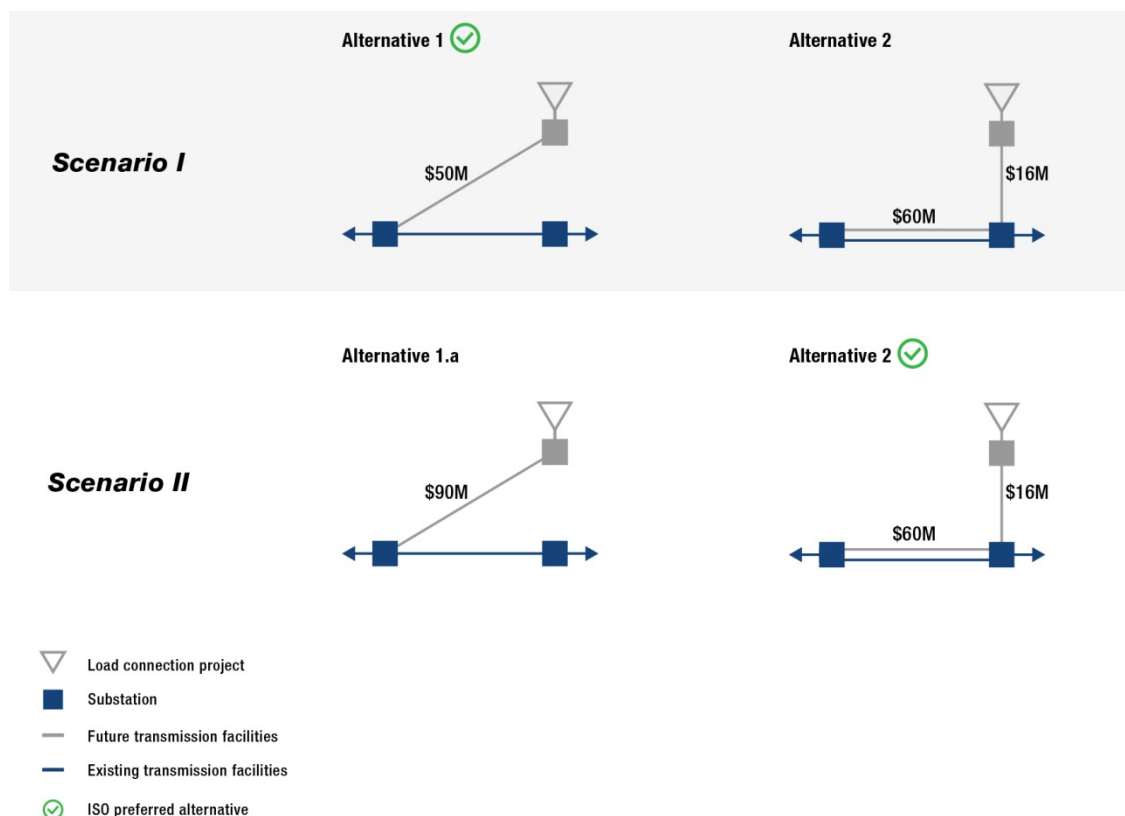 Alternative 1
Alternative 2
Scenario I
$50M
$16M
$60M
Alternative 1.a
Alternative 2
Scenario II
$90M
$16M
$60M
Load connection project
Substation
Future transmission facilities
Existing transmission facilities
ISO preferred alternative